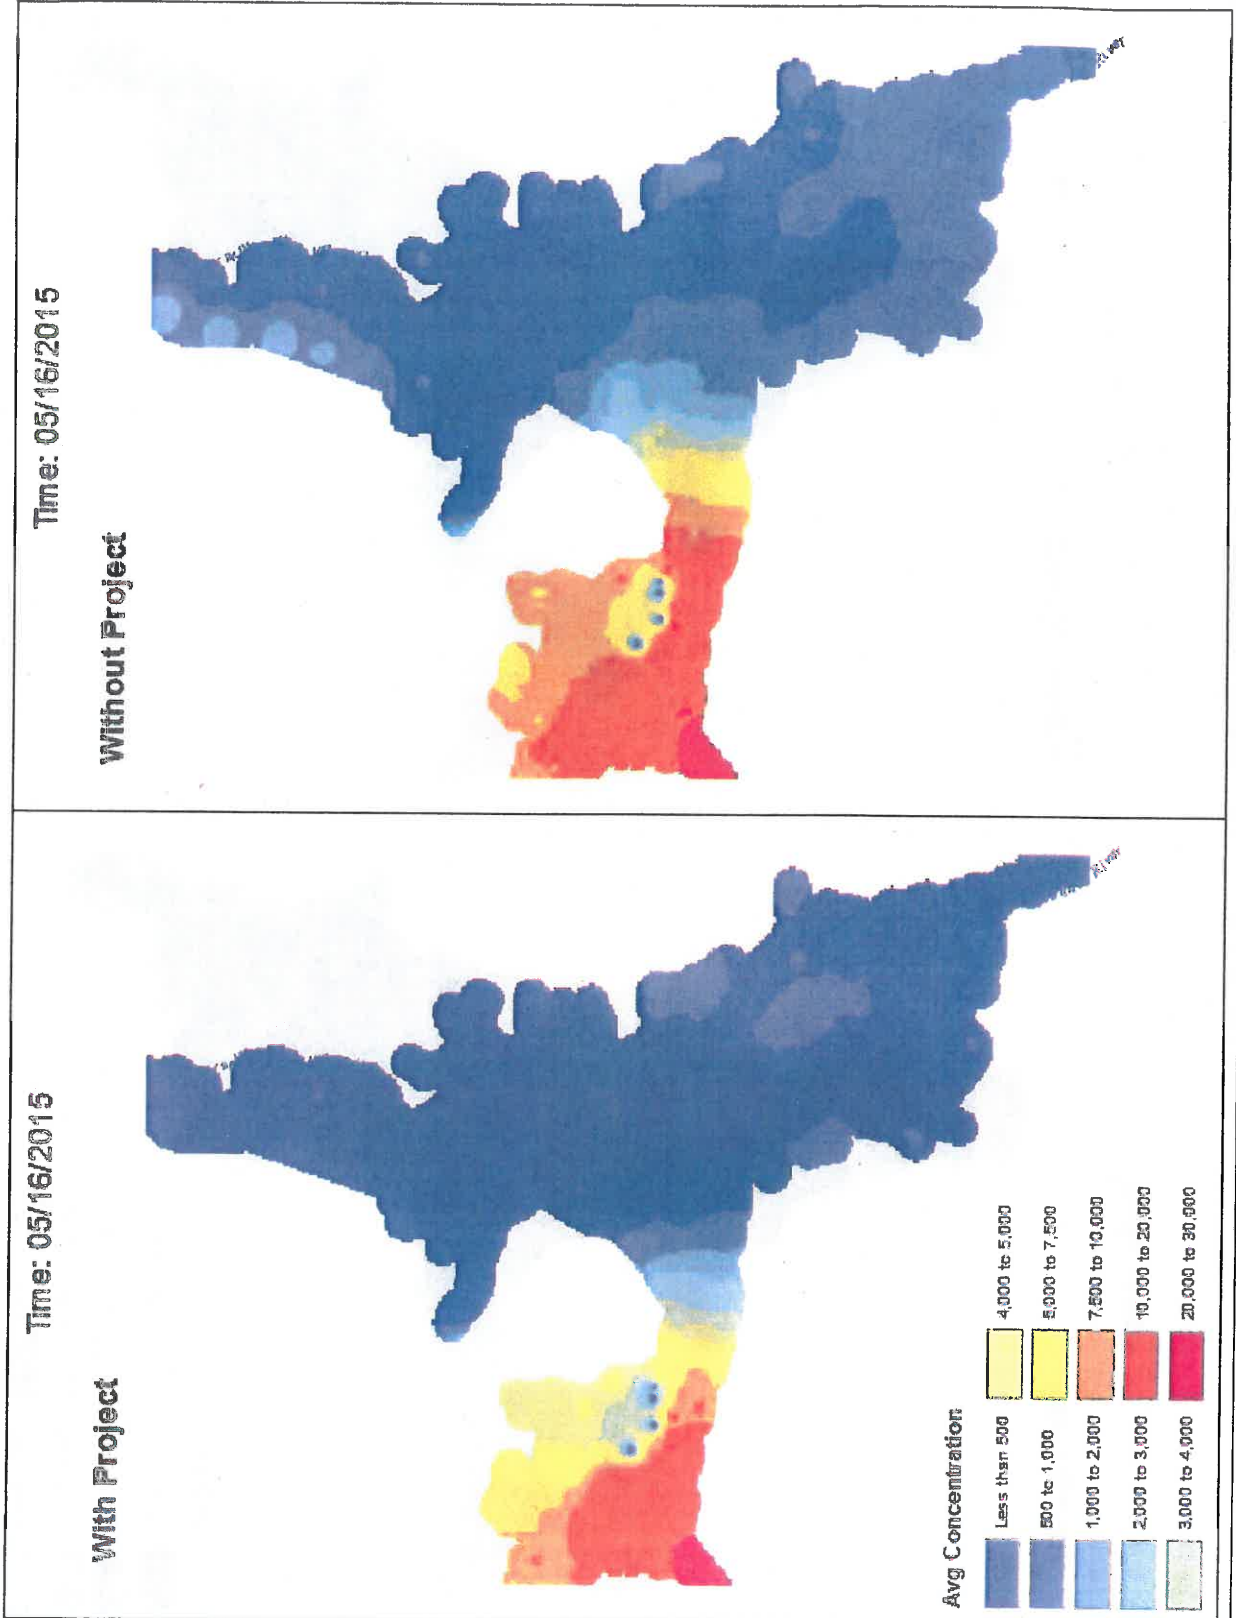 Time: 05/16/2015
With Project
River
Avg Concentration
Less than 500
500 to 1,000
1,000 to 2,000
2,000 to 3,000
3,000 to 4,000
4,000 to 5,000
5,000 to 7,500
7,500 to 10,000
10,000 to 20,000
20,000 to 30,000
Time: 05/16/2015
Without Project
River